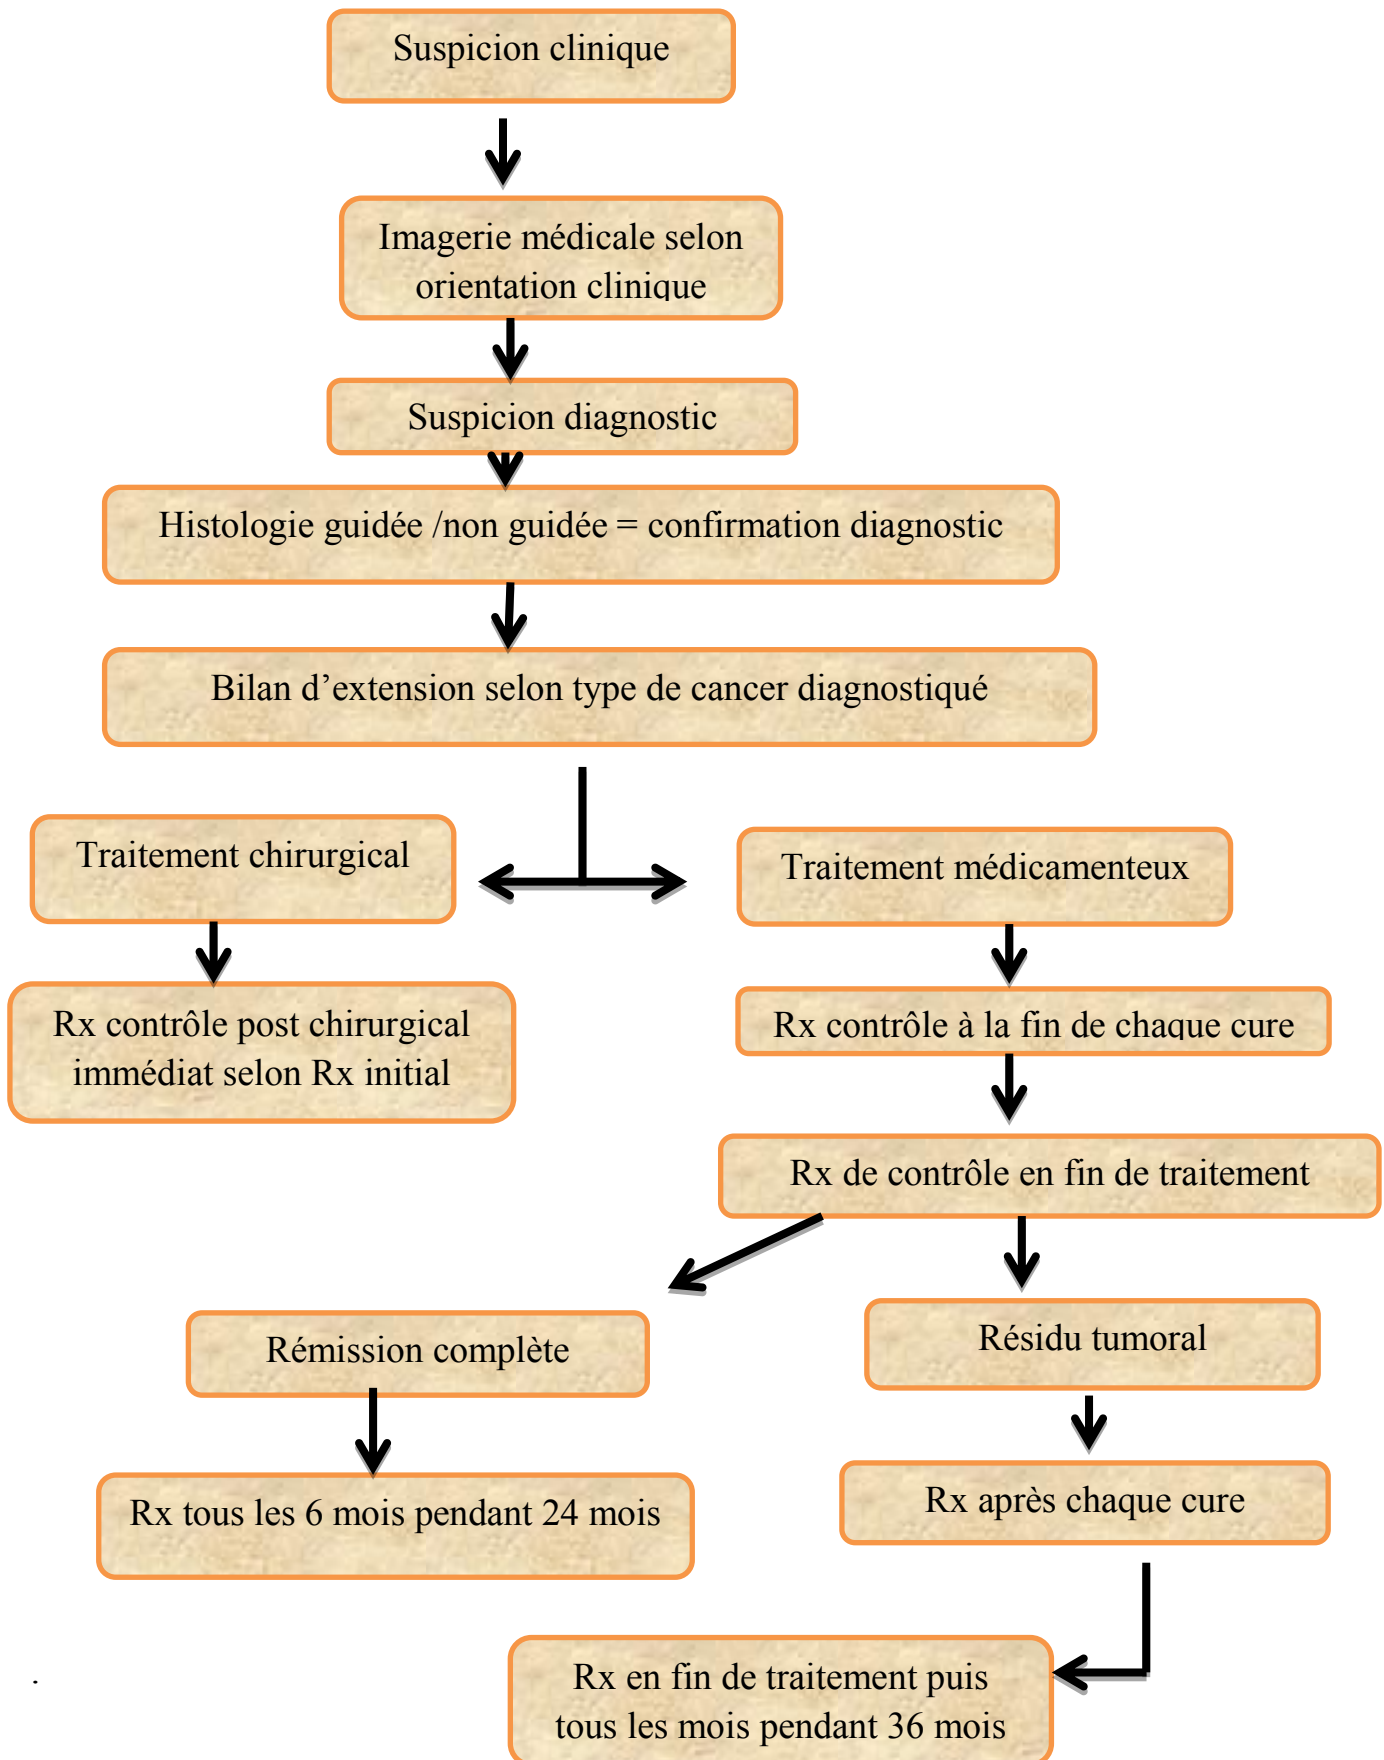 Suspicion clinique
Imagerie médicale selon
orientation clinique
Suspicion diagnostic
Histologie guidée /non guidée = confirmation diagnostic
Bilan d’extension selon type de cancer diagnostiqué
Traitement chirurgical
Traitement médicamenteux
Rx contrôle post chirurgical
immédiat selon Rx initial
Rx contrôle à la fin de chaque cure
Rx de contrôle en fin de traitement
Rémission complète
Résidu tumoral
Rx tous les 6 mois pendant 24 mois
Rx après chaque cure
Rx en fin de traitement puis
tous les mois pendant 36 mois
.